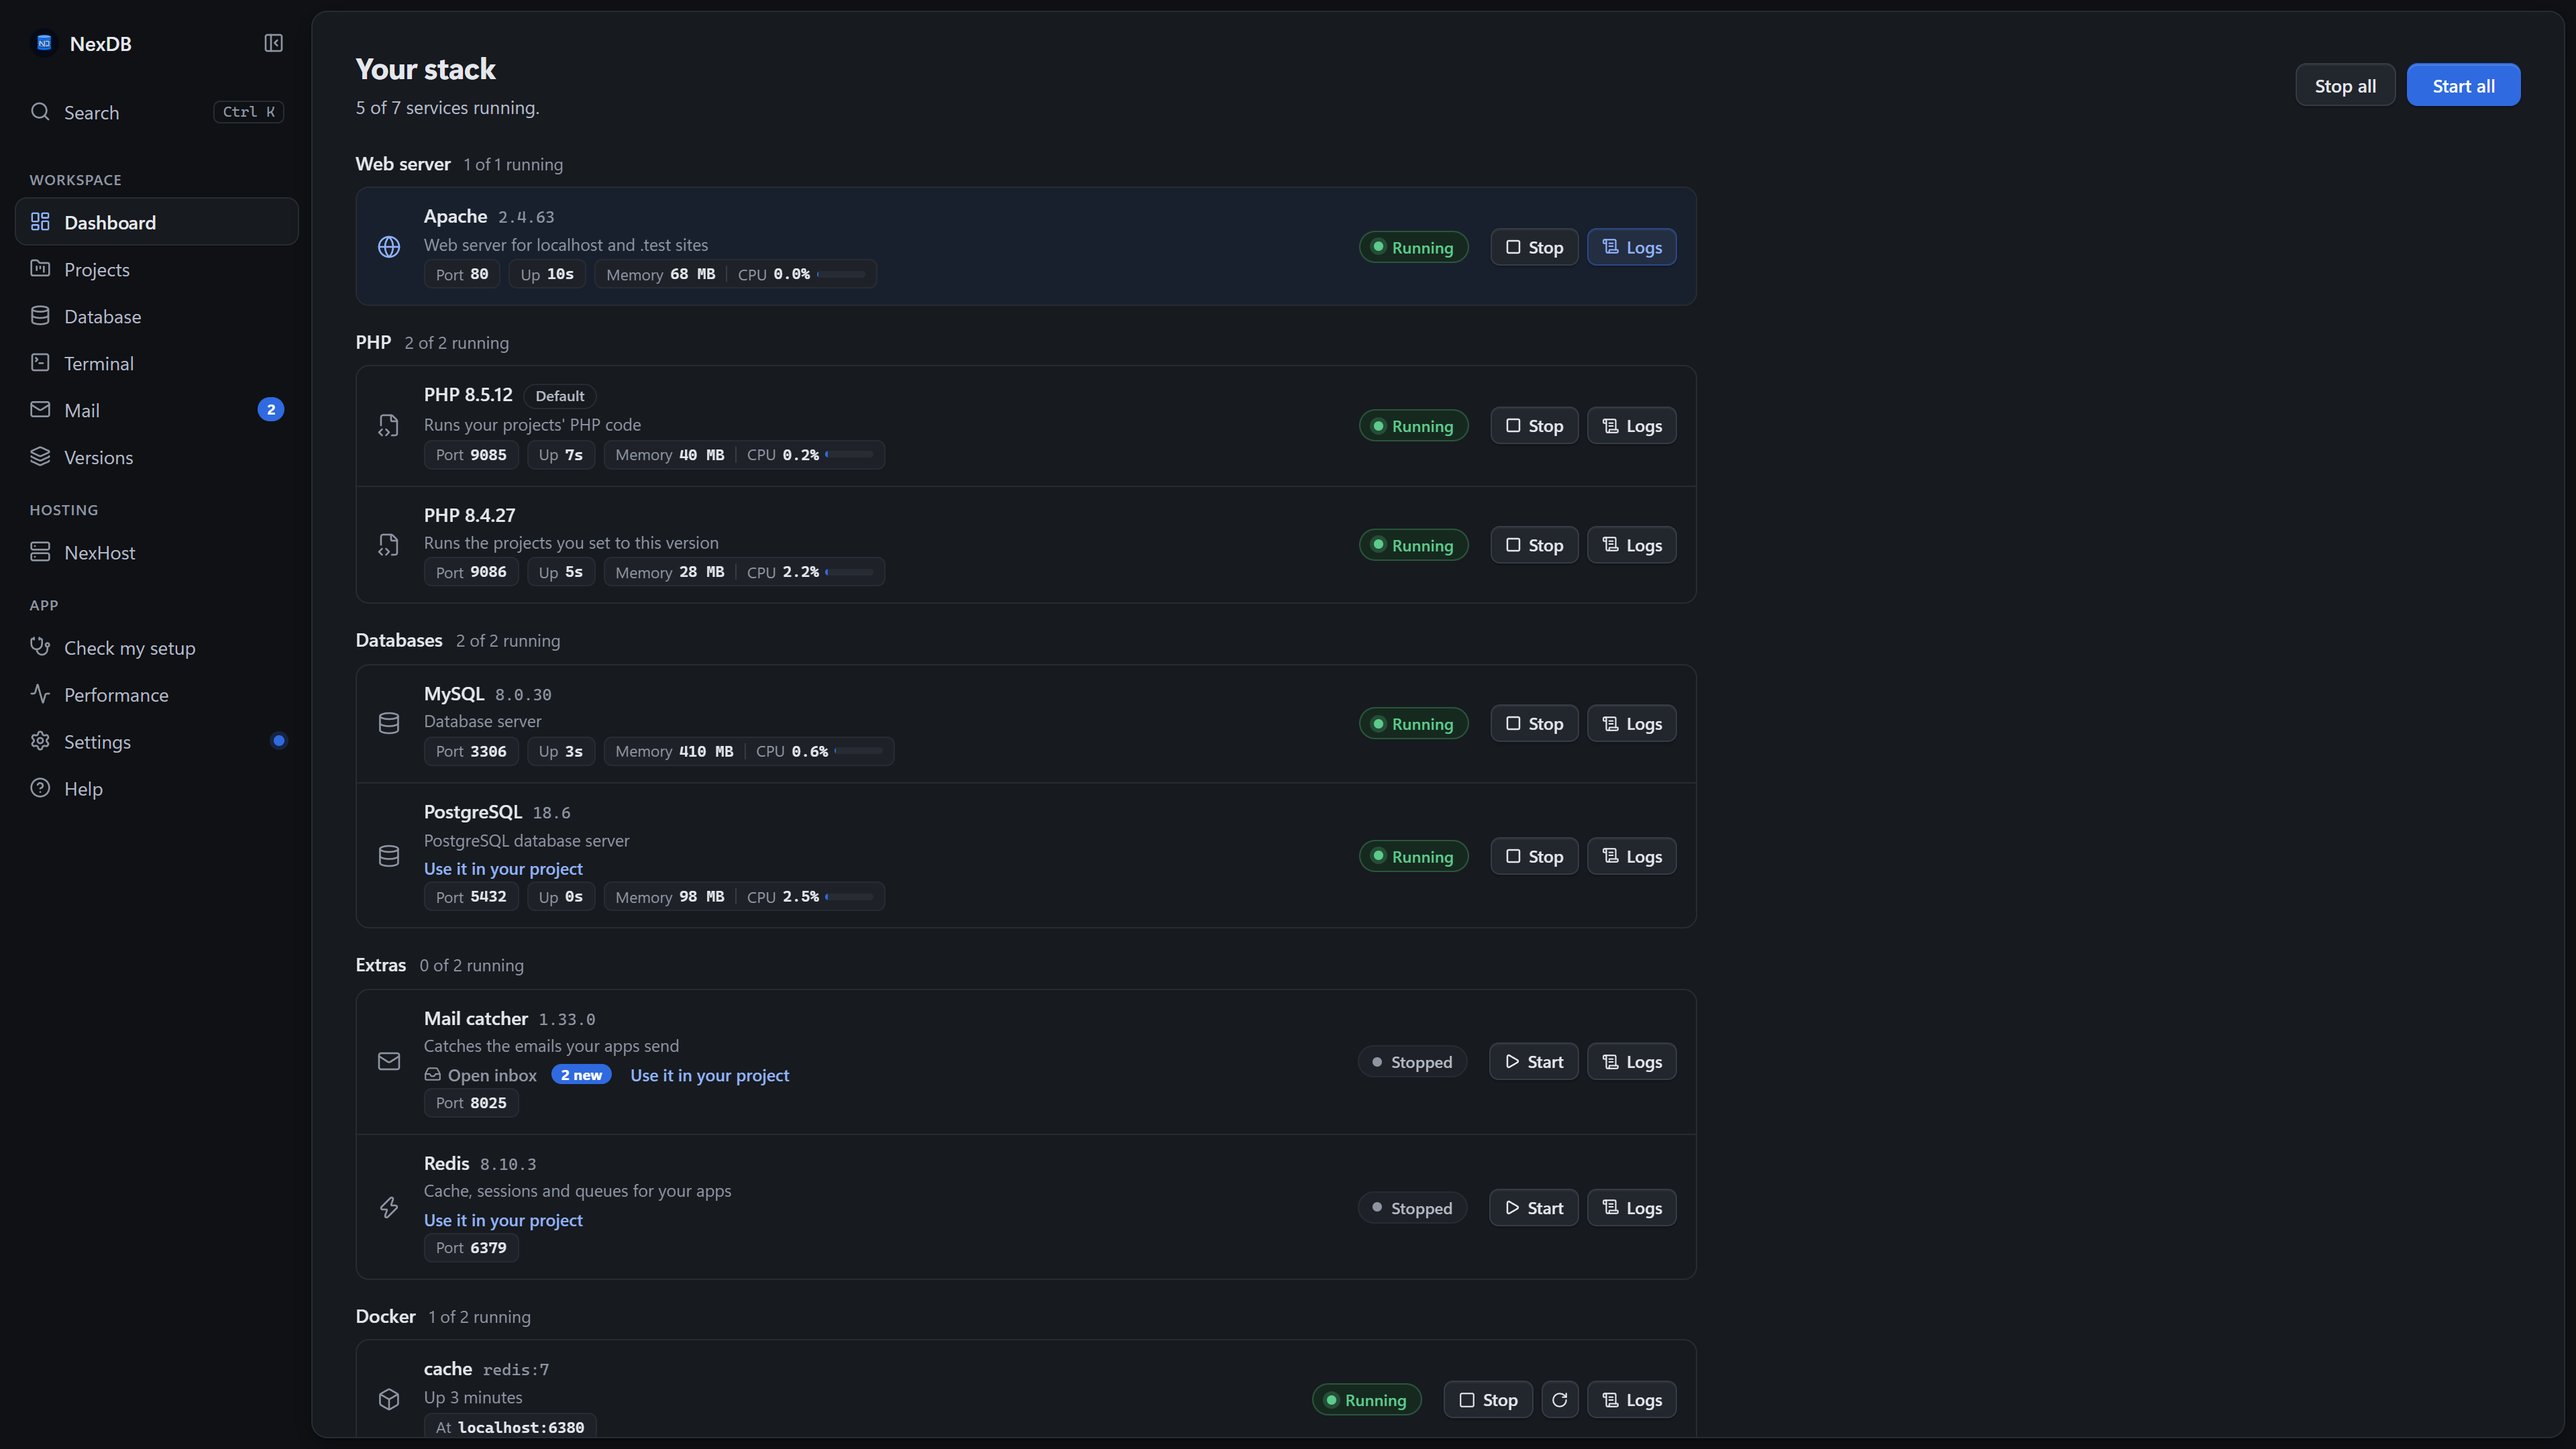 NexDB
Search Ctrl K
WORKSPACE
Dashboard
Projects
Database
Terminal
Mail 2
Versions
HOSTING
NexHost
APP
Check my setup
Performance
Settings
Help
Your stack
5 of 7 services running.
Stop all Start all
Web server 1 of 1 running
Apache 2.4.63
Web server for localhost and .test sites
Port 80 Up 10s Memory 68 MB CPU 0.0%
Running Stop Logs
PHP 2 of 2 running
PHP 8.5.12 Default
Runs your projects' PHP code
Port 9085 Up 7s Memory 40 MB CPU 0.2%
Running Stop Logs
PHP 8.4.27
Runs the projects you set to this version
Port 9086 Up 5s Memory 28 MB CPU 2.2%
Running Stop Logs
Databases 2 of 2 running
MySQL 8.0.30
Database server
Port 3306 Up 3s Memory 410 MB CPU 0.6%
Running Stop Logs
PostgreSQL 18.6
PostgreSQL database server
Use it in your project
Port 5432 Up 0s Memory 98 MB CPU 2.5%
Running Stop Logs
Extras 0 of 2 running
Mail catcher 1.33.0
Catches the emails your apps send
Open inbox 2 new Use it in your project
Port 8025
Stopped Start Logs
Redis 8.10.3
Cache, sessions and queues for your apps
Use it in your project
Port 6379
Stopped Start Logs
Docker 1 of 2 running
cache redis:7
Up 3 minutes
At localhost:6380
Running Stop Logs